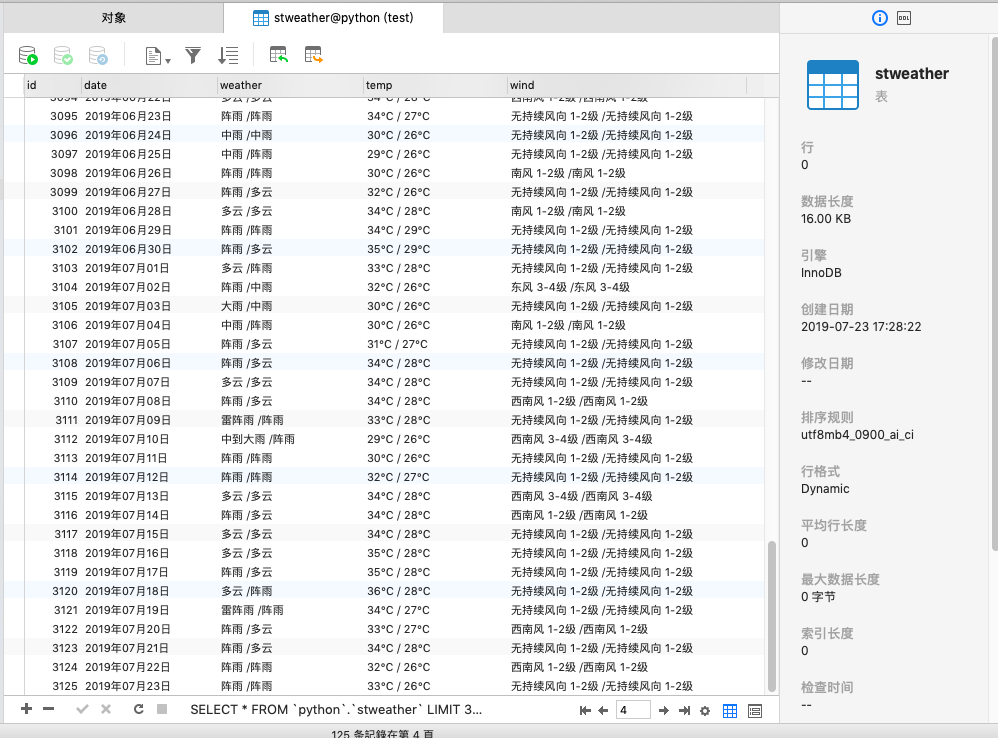 对象
stweather@python (test)
id date weather temp wind
3094 2019年06月22日 多云 /多云 34°C / 28°C 西南风 1-2级 /西南风 1-2级
3095 2019年06月23日 阵雨 /阵雨 34°C / 27°C 无持续风向 1-2级 /无持续风向 1-2级
3096 2019年06月24日 中雨 /中雨 30°C / 26°C 无持续风向 1-2级 /无持续风向 1-2级
3097 2019年06月25日 中雨 /阵雨 29°C / 26°C 无持续风向 1-2级 /无持续风向 1-2级
3098 2019年06月26日 阵雨 /阵雨 30°C / 26°C 南风 1-2级 /南风 1-2级
3099 2019年06月27日 阵雨 /多云 32°C / 26°C 无持续风向 1-2级 /无持续风向 1-2级
3100 2019年06月28日 多云 /多云 34°C / 28°C 南风 1-2级 /南风 1-2级
3101 2019年06月29日 阵雨 /阵雨 34°C / 29°C 无持续风向 1-2级 /无持续风向 1-2级
3102 2019年06月30日 阵雨 /多云 35°C / 29°C 无持续风向 1-2级 /无持续风向 1-2级
3103 2019年07月01日 多云 /阵雨 33°C / 28°C 无持续风向 1-2级 /无持续风向 1-2级
3104 2019年07月02日 阵雨 /中雨 32°C / 26°C 东风 3-4级 /东风 3-4级
3105 2019年07月03日 大雨 /中雨 30°C / 26°C 无持续风向 1-2级 /无持续风向 1-2级
3106 2019年07月04日 中雨 /阵雨 30°C / 26°C 南风 1-2级 /南风 1-2级
3107 2019年07月05日 阵雨 /多云 31°C / 27°C 无持续风向 1-2级 /无持续风向 1-2级
3108 2019年07月06日 阵雨 /多云 34°C / 28°C 无持续风向 1-2级 /无持续风向 1-2级
3109 2019年07月07日 多云 /多云 34°C / 28°C 无持续风向 1-2级 /无持续风向 1-2级
3110 2019年07月08日 阵雨 /多云 34°C / 28°C 西南风 1-2级 /西南风 1-2级
3111 2019年07月09日 雷阵雨 /阵雨 33°C / 28°C 无持续风向 1-2级 /无持续风向 1-2级
3112 2019年07月10日 中到大雨 /阵雨 29°C / 26°C 西南风 3-4级 /西南风 3-4级
3113 2019年07月11日 阵雨 /阵雨 30°C / 26°C 无持续风向 1-2级 /无持续风向 1-2级
3114 2019年07月12日 阵雨 /阵雨 32°C / 27°C 无持续风向 1-2级 /无持续风向 1-2级
3115 2019年07月13日 多云 /多云 34°C / 28°C 西南风 3-4级 /西南风 3-4级
3116 2019年07月14日 阵雨 /多云 34°C / 28°C 西南风 1-2级 /西南风 1-2级
3117 2019年07月15日 多云 /多云 34°C / 28°C 无持续风向 1-2级 /无持续风向 1-2级
3118 2019年07月16日 多云 /多云 35°C / 28°C 无持续风向 1-2级 /无持续风向 1-2级
3119 2019年07月17日 阵雨 /多云 35°C / 28°C 无持续风向 1-2级 /无持续风向 1-2级
3120 2019年07月18日 多云 /阵雨 36°C / 28°C 无持续风向 1-2级 /无持续风向 1-2级
3121 2019年07月19日 雷阵雨 /阵雨 34°C / 27°C 无持续风向 1-2级 /无持续风向 1-2级
3122 2019年07月20日 阵雨 /多云 33°C / 27°C 西南风 1-2级 /西南风 1-2级
3123 2019年07月21日 阵雨 /多云 34°C / 28°C 无持续风向 1-2级 /无持续风向 1-2级
3124 2019年07月22日 阵雨 /阵雨 32°C / 26°C 西南风 1-2级 /西南风 1-2级
3125 2019年07月23日 阵雨 /阵雨 33°C / 26°C 无持续风向 1-2级 /无持续风向 1-2级
SELECT * FROM `python`.`stweather` LIMIT 3...
4
125 条記錄在第 4 頁
DDL
stweather
表
行
0
数据长度
16.00 KB
引擎
InnoDB
创建日期
2019-07-23 17:28:22
修改日期
--
排序规则
utf8mb4_0900_ai_ci
行格式
Dynamic
平均行长度
0
最大数据长度
0 字节
索引长度
0
检查时间
--